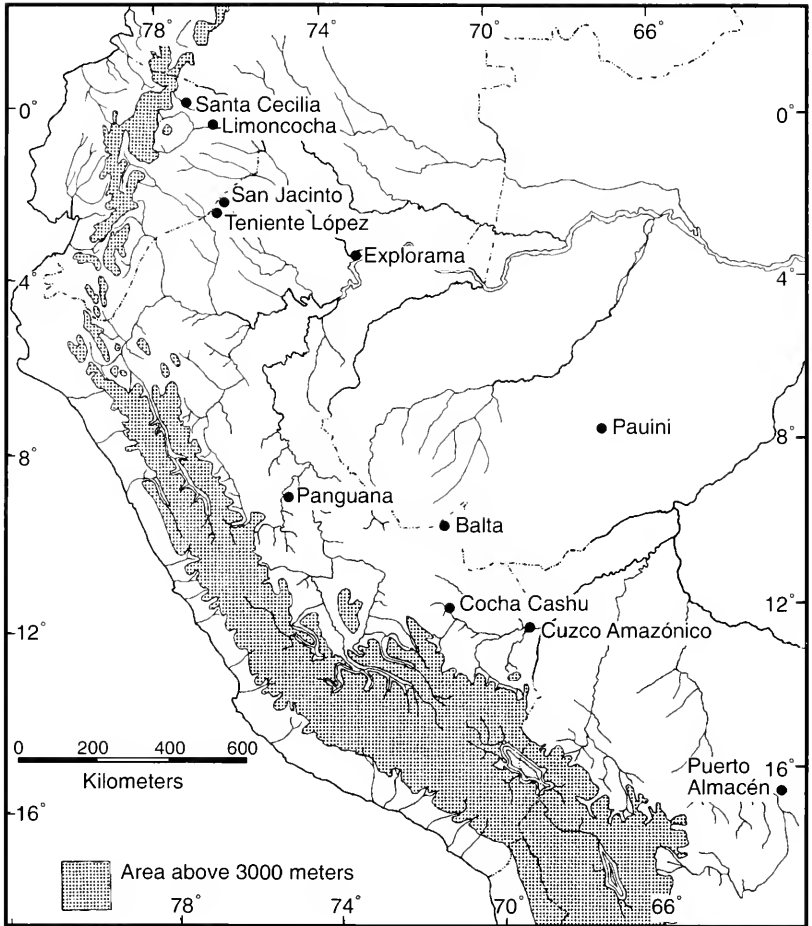 78° 74° 70° 66°
0° 0°
Santa Cecilia
Limoncocha
San Jacinto
Teniente López
Explorama
4° 4°
Pauini
8° 8°
Panguana
Balta
Cocha Cashu
12°
Cuzco Amazónico
12°
0 200 400 600
Kilometers
Puerto
Almacén
16°
16°
Area above 3000 meters
78° 74° 70° 66°